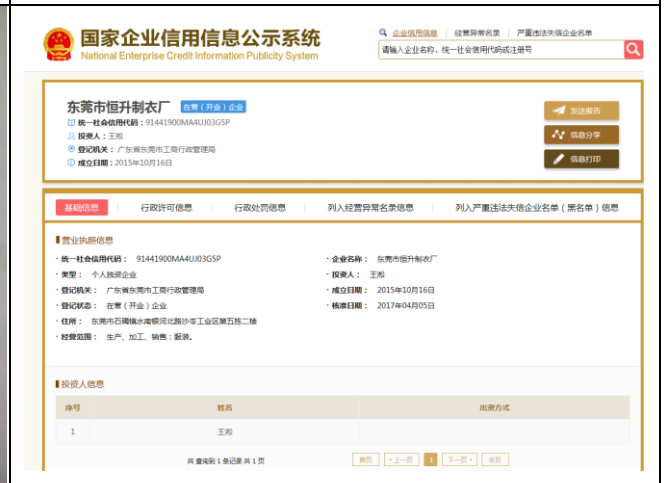 国家企业信用信息公示系统
National Enterprise Credit Information Publicity System
企业信用信息 | 经营异常名录 | 严重违法失信企业名单
请输入企业名称、统一社会信用代码或注册号
东莞市恒升制衣厂 在营（开业）企业
统一社会信用代码：91441900MA4UJ03G5P
投资人：王淞
登记机关：广东省东莞市工商行政管理局
成立日期：2015年10月16日
发送报告
信息分享
信息打印
基础信息 | 行政许可信息 | 行政处罚信息 | 列入经营异常名录信息 | 列入严重违法失信企业名单（黑名单）信息
营业执照信息
· 统一社会信用代码： 91441900MA4UJ03G5P
· 企业名称： 东莞市恒升制衣厂
· 类型： 个人独资企业
· 投资人： 王淞
· 登记机关： 广东省东莞市工商行政管理局
· 成立日期： 2015年10月16日
· 登记状态： 在营（开业）企业
· 核准日期： 2017年04月05日
· 住所： 东莞市石碣镇水南银河北路沙岑工业区第五栋二楼
· 经营范围： 生产、加工、销售：服装。
投资人信息
序号 姓名 出资方式
1 王淞
共 查询到 1 条记录 共 1 页
首页 上一页 1 下一页 末页